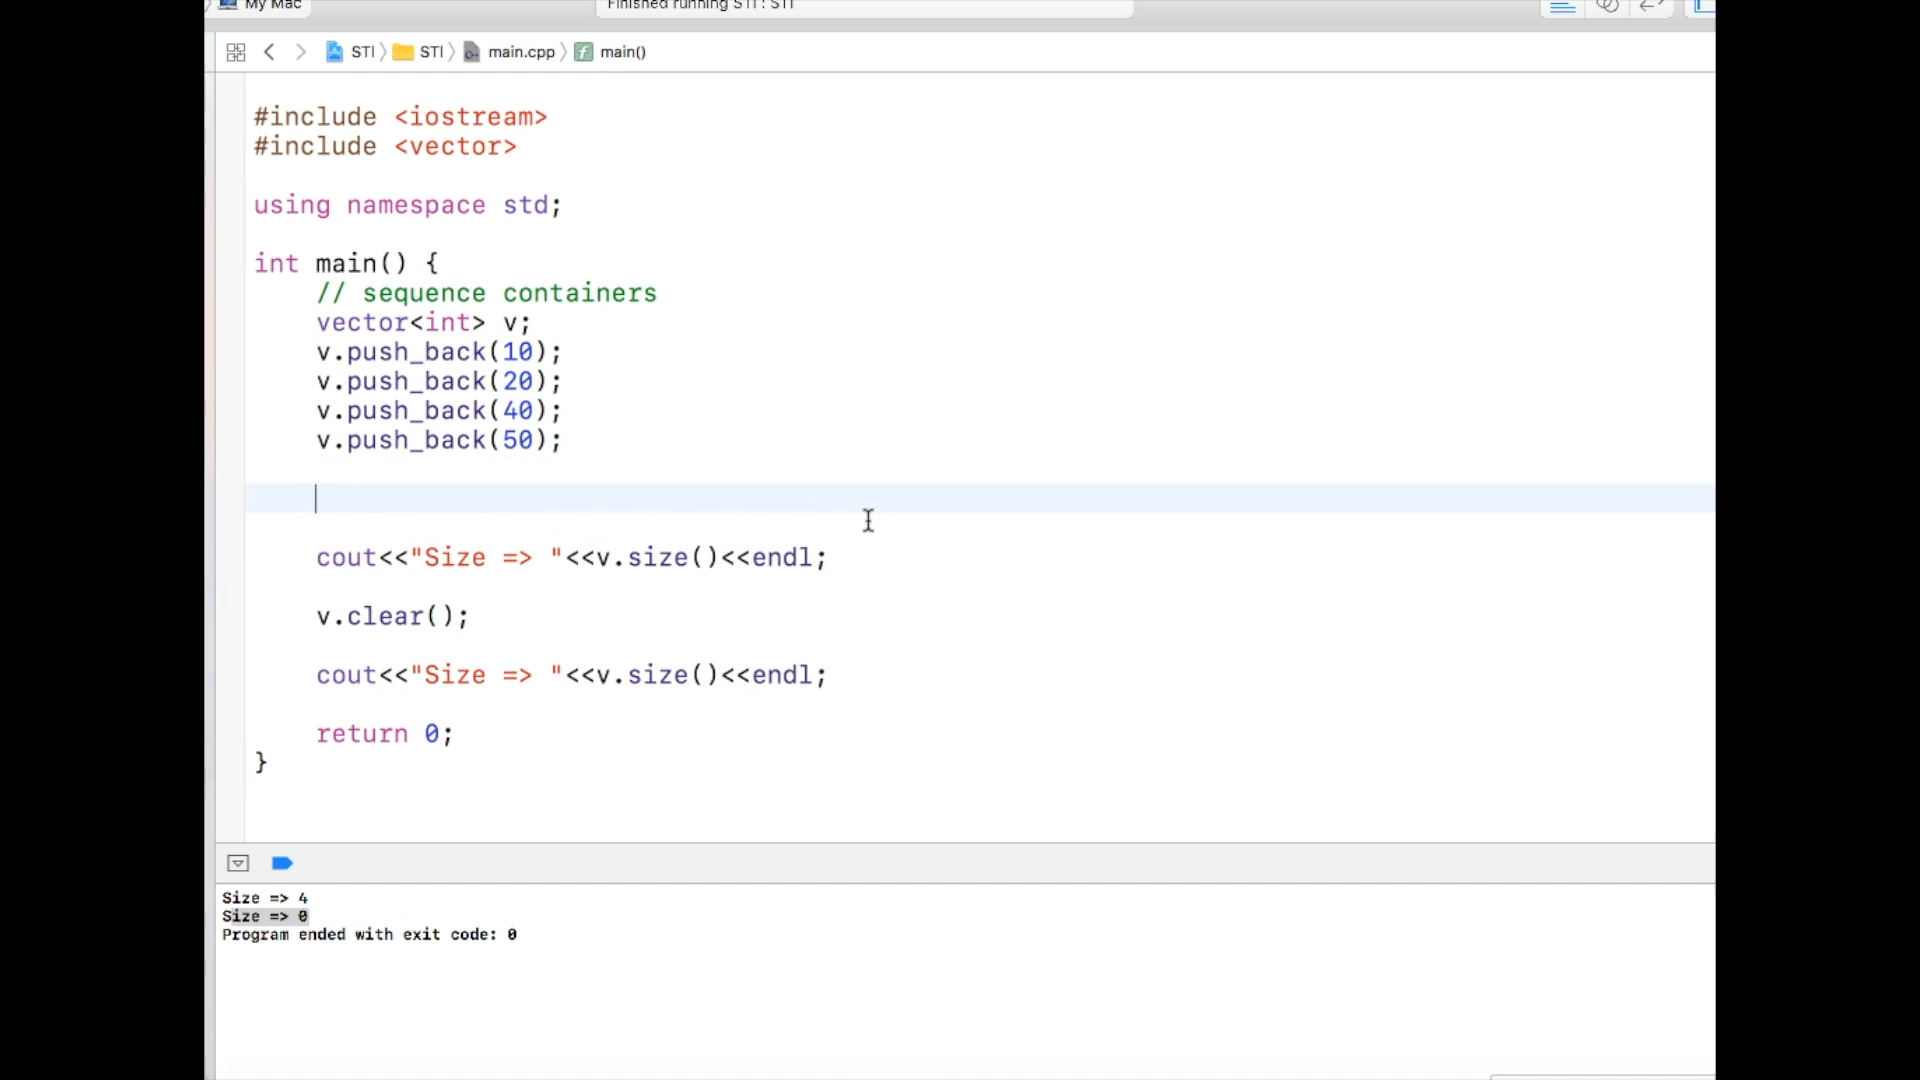 My Mac
Finished running STI : STI
STI 〉 STI 〉 main.cpp 〉 main()
#include <iostream>
#include <vector>
using namespace std;
int main() {
// sequence containers
vector<int> v;
v.push_back(10);
v.push_back(20);
v.push_back(40);
v.push_back(50);
cout<<"Size => "<<v.size()<<endl;
v.clear();
cout<<"Size => "<<v.size()<<endl;
return 0;
}
Size => 4
Size => 0
Program ended with exit code: 0